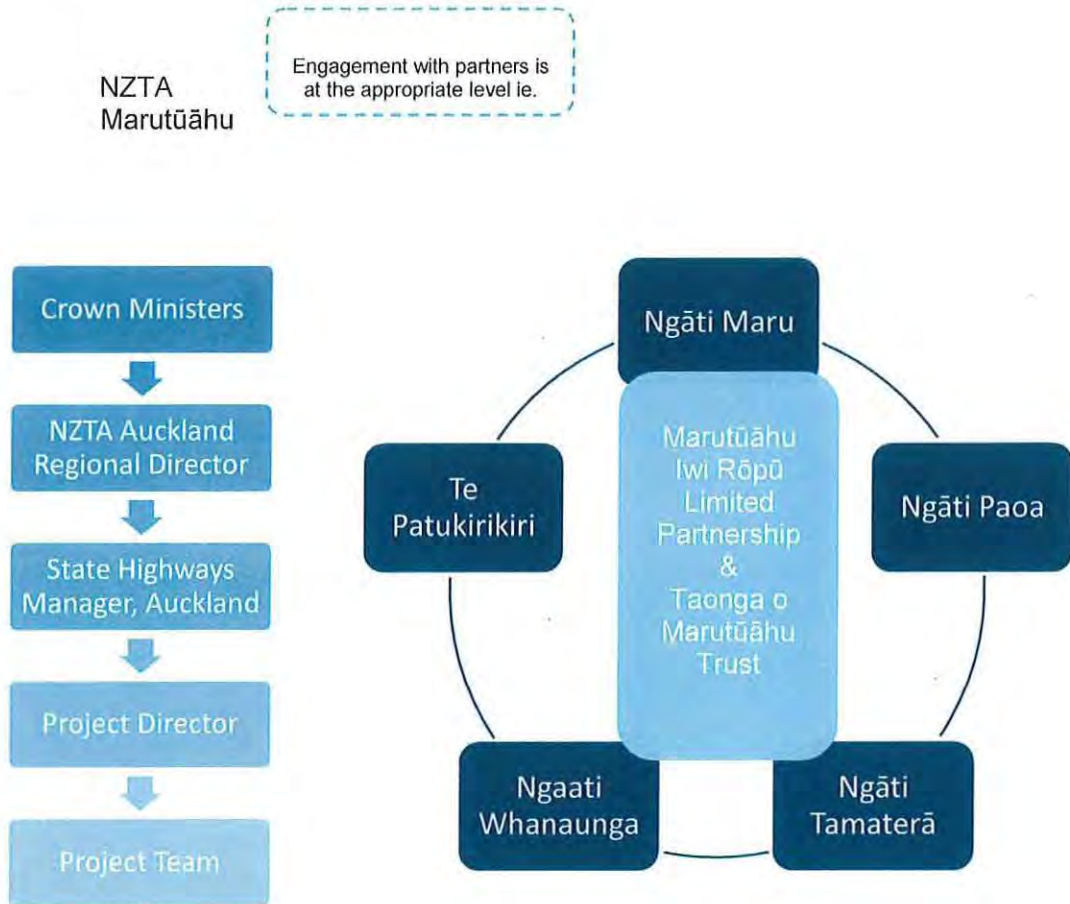 NZTA
Marutūāhu
Engagement with partners is
at the appropriate level ie.
Crown Ministers
NZTA Auckland
Regional Director
State Highways
Manager, Auckland
Project Director
Project Team
Ngāti Maru
Ngāti Paoa
Ngāti
Tamaterā
Ngaati
Whanaunga
Te
Patukirikiri
Marutūāhu
Iwi Rōpū
Limited
Partnership
&
Taonga o
Marutūāhu
Trust